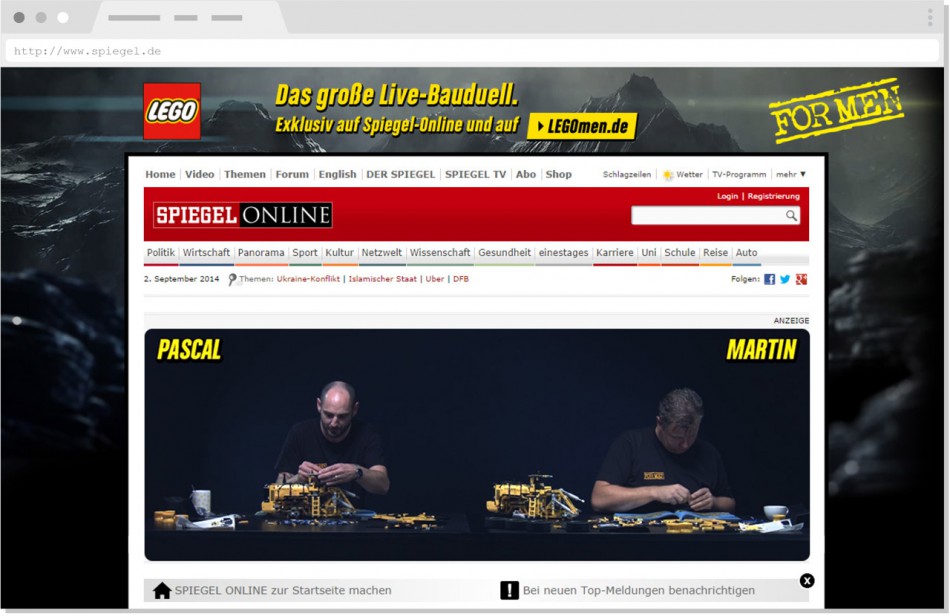 http://www.spiegel.de
LEGO
Das große Live-Bauduell.
Exklusiv auf Spiegel-Online und auf
LEGOmen.de
FOR MEN
Home Video Themen Forum English DER SPIEGEL SPIEGEL TV Abo Shop
Schlagzeilen Wetter TV-Programm mehr ▼
Login | Registrierung
SPIEGEL ONLINE
Politik Wirtschaft Panorama Sport Kultur Netzwelt Wissenschaft Gesundheit einestages Karriere Uni Schule Reise Auto
2. September 2014 Themen: Ukraine-Konflikt | Islamischer Staat | Uber | DFB
Folgen:
ANZEIGE
PASCAL
MARTIN
SPIEGEL ONLINE zur Startseite machen
Bei neuen Top-Meldungen benachrichtigen